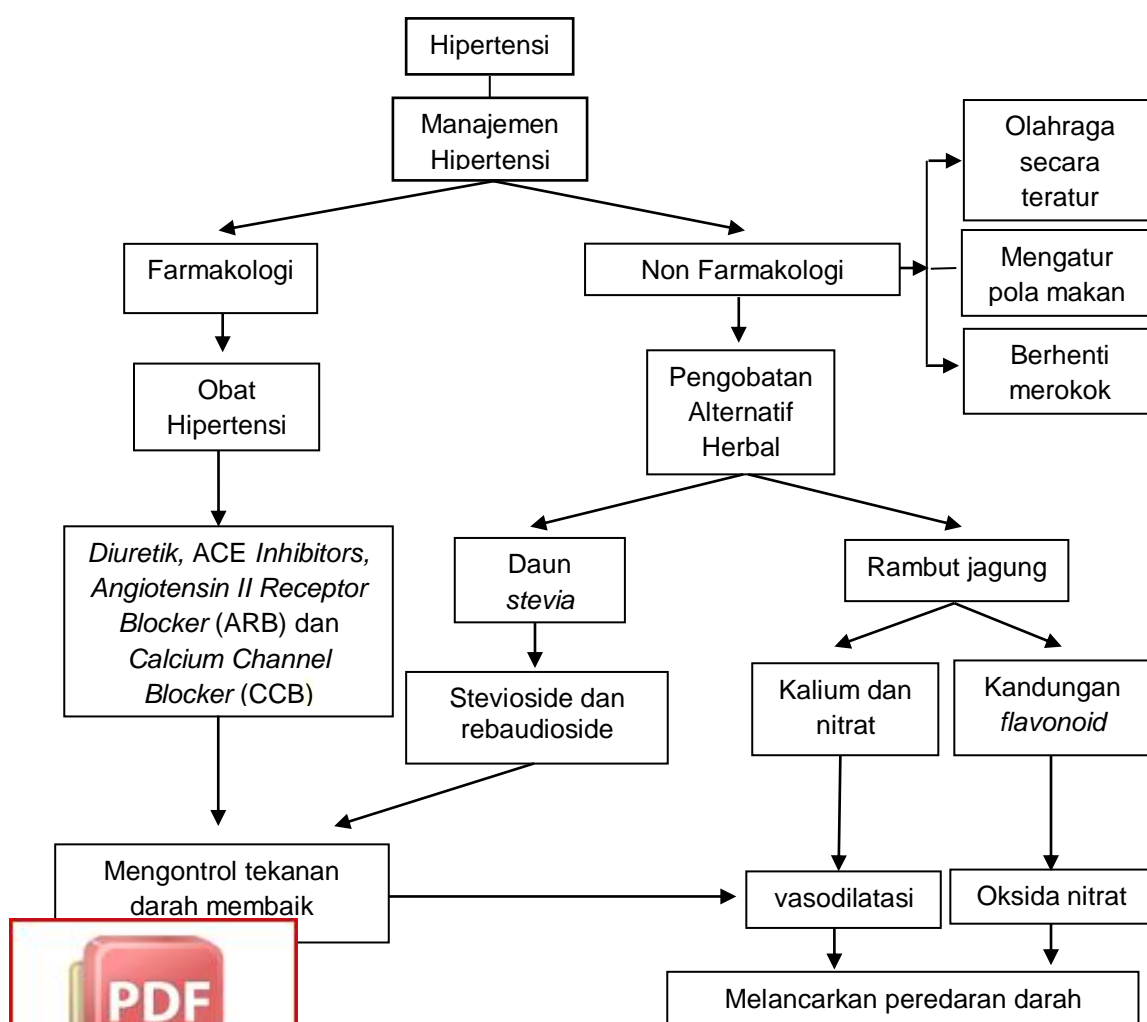 Hipertensi
Manajemen
Hipertensi
Olahraga
secara
teratur
Farmakologi
Non Farmakologi
Mengatur
pola makan
Berhenti
merokok
Obat
Hipertensi
Pengobatan
Alternatif
Herbal
Diuretik, ACE Inhibitors,
Angiotensin II Receptor
Blocker (ARB) dan
Calcium Channel
Blocker (CCB)
Daun
stevia
Rambut jagung
Stevioside dan
rebaudioside
Kalium dan
nitrat
Kandungan
flavonoid
Mengontrol tekanan
darah membaik
vasodilatasi
Oksida nitrat
Melancarkan peredaran darah
PDF